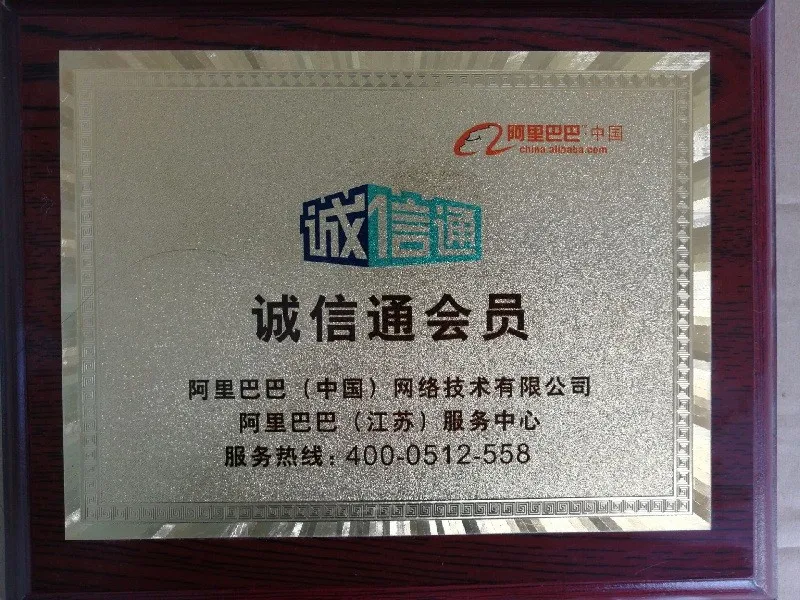 阿里巴巴 中国
china.alibaba.com
诚信通
诚信通会员
阿里巴巴（中国）网络技术有限公司
阿里巴巴（江苏）服务中心
服务热线：400-0512-558